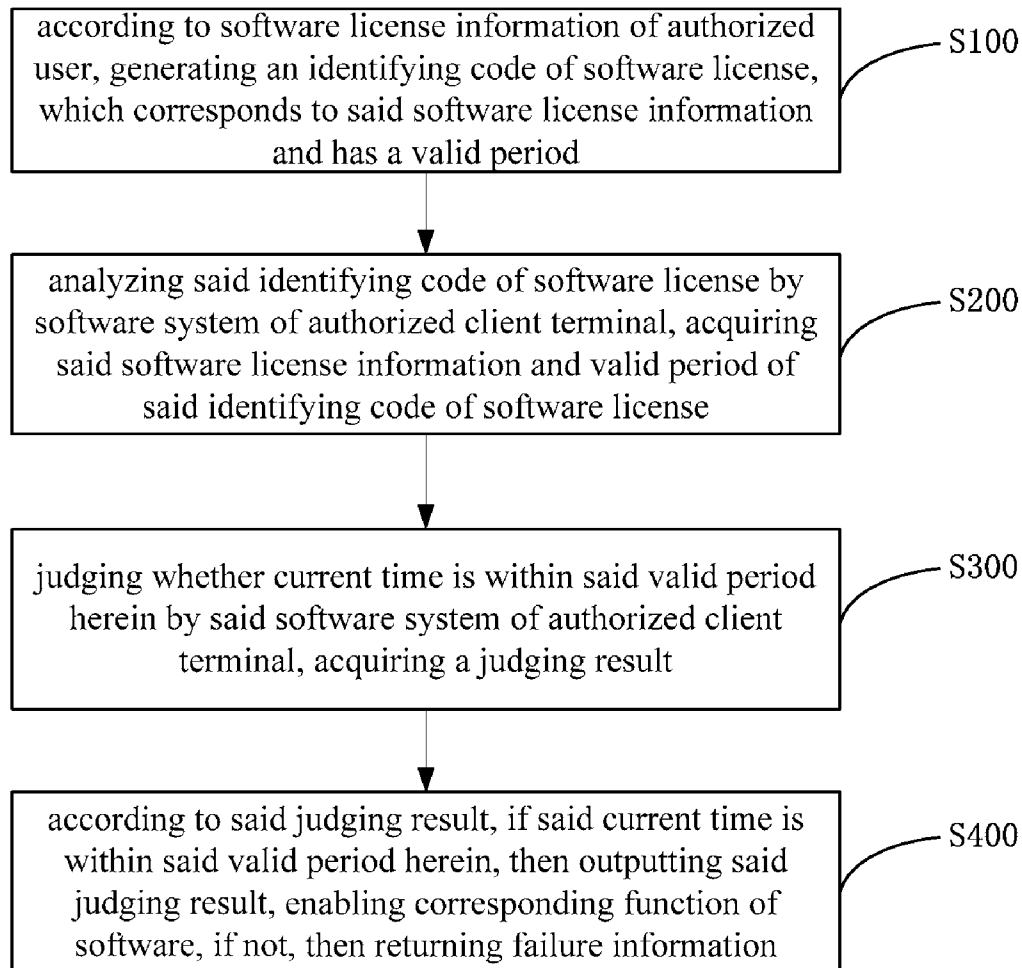 according to software license information of authorized
user, generating an identifying code of software license,
which corresponds to said software license information
and has a valid period
S100
analyzing said identifying code of software license by
software system of authorized client terminal, acquiring
said software license information and valid period of
said identifying code of software license
S200
judging whether current time is within said valid period
herein by said software system of authorized client
terminal, acquiring a judging result
S300
according to said judging result, if said current time is
within said valid period herein, then outputting said
judging result, enabling corresponding function of
software, if not, then returning failure information
S400